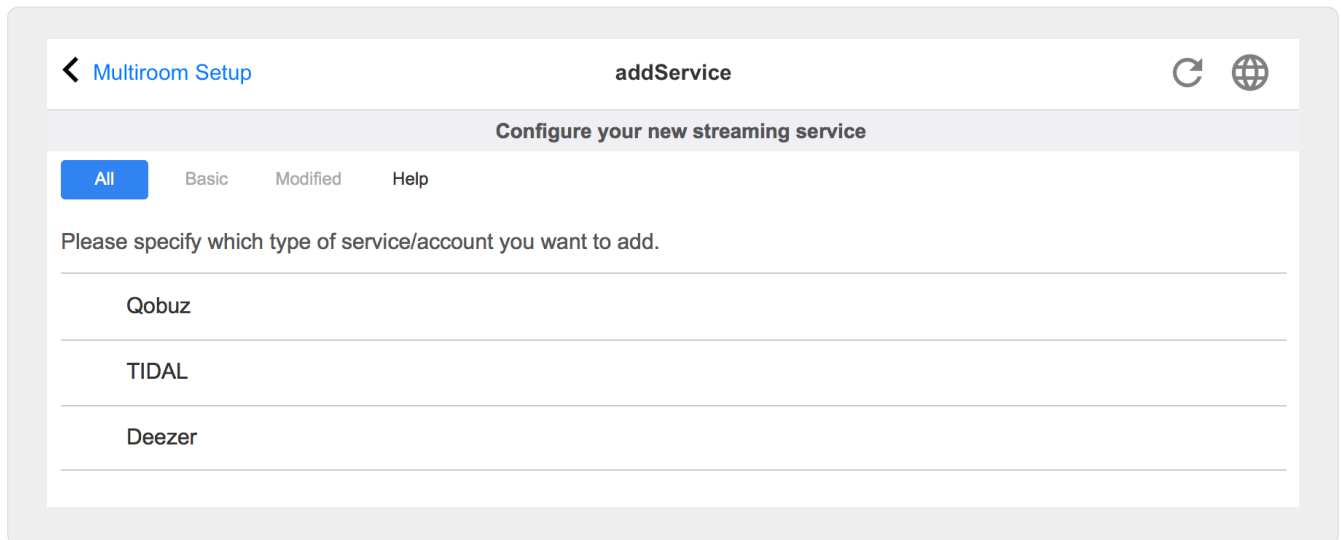 Multiroom Setup addService
Configure your new streaming service
All Basic Modified Help
Please specify which type of service/account you want to add.
Qobuz
TIDAL
Deezer